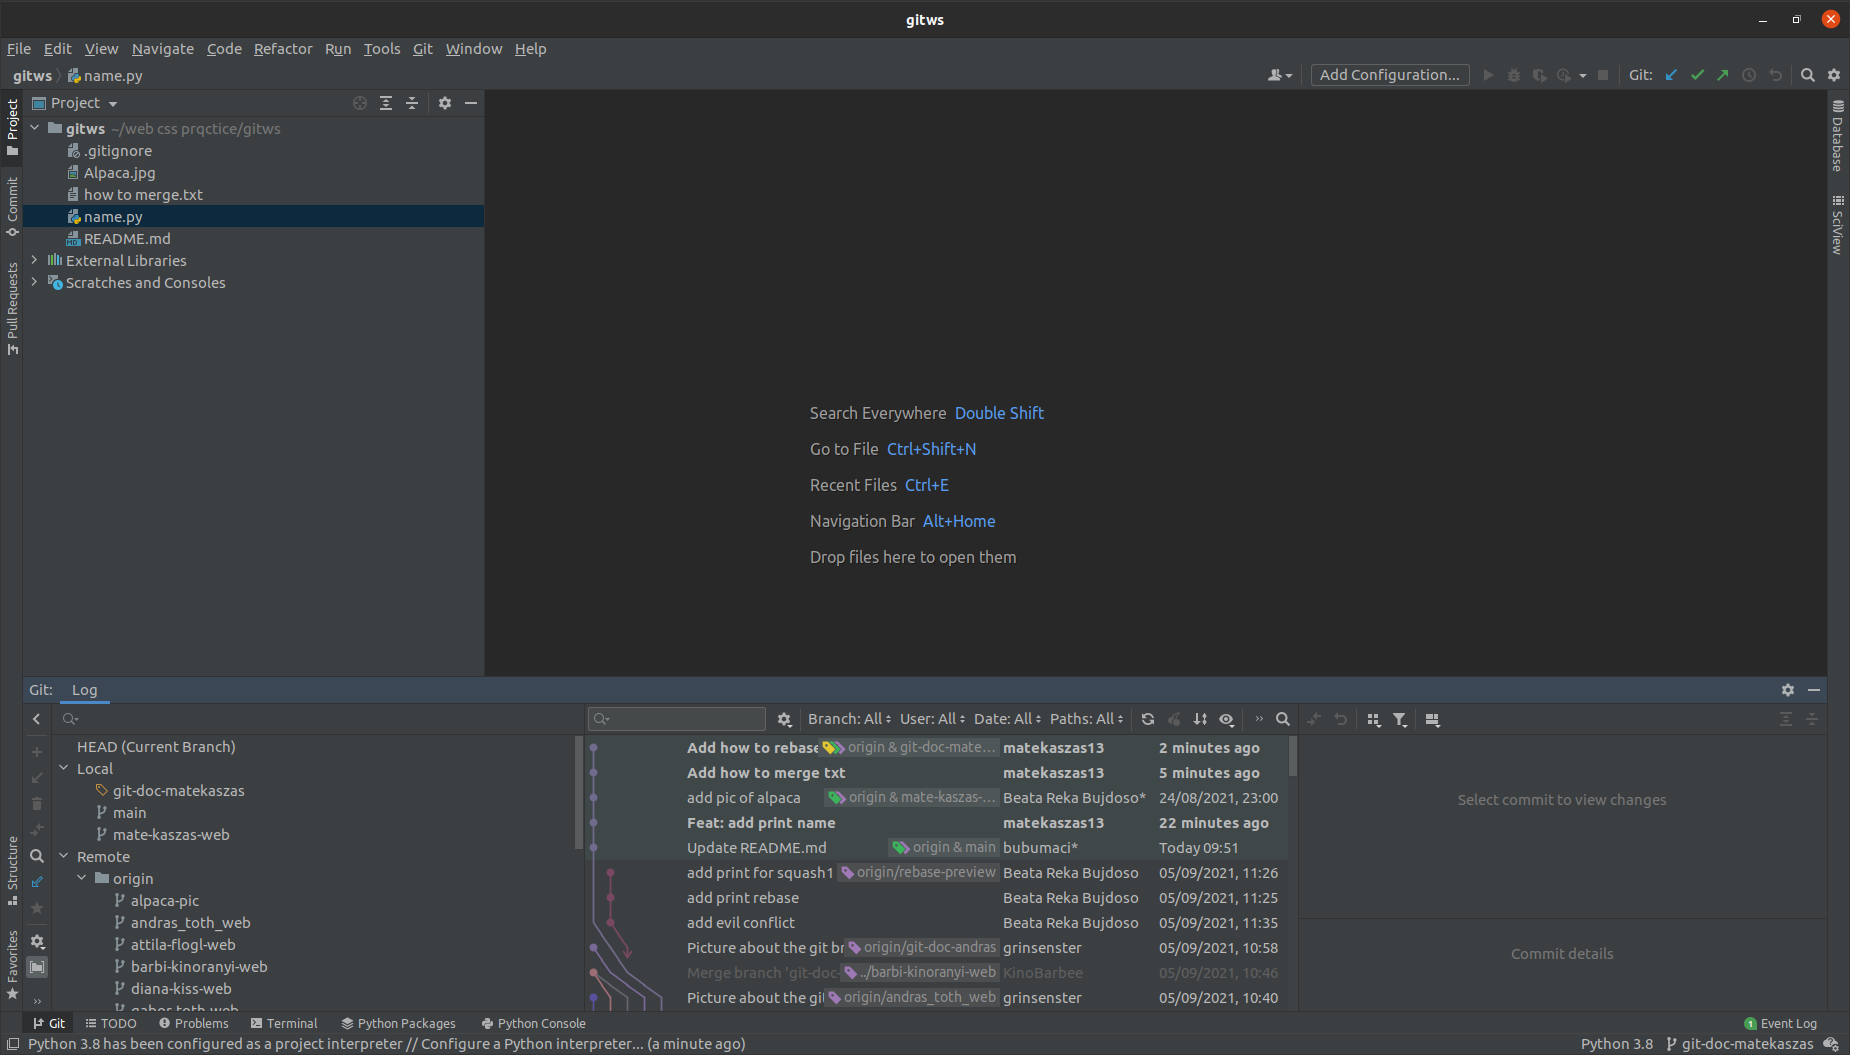 gitws
File Edit View Navigate Code Refactor Run Tools Git Window Help
gitws name.py
Add Configuration... Git:
Project
Project
Commit
Pull Requests
Structure
Favorites
gitws ~/web css prqctice/gitws
.gitignore
Alpaca.jpg
how to merge.txt
name.py
README.md
External Libraries
Scratches and Consoles
Search Everywhere Double Shift
Go to File Ctrl+Shift+N
Recent Files Ctrl+E
Navigation Bar Alt+Home
Drop files here to open them
Database
SciView
Git: Log
HEAD (Current Branch)
Local
git-doc-matekaszas
main
mate-kaszas-web
Remote
origin
alpaca-pic
andras_toth_web
attila-flogl-web
barbi-kinoranyi-web
diana-kiss-web
gabor-toth-web
Branch: All User: All Date: All Paths: All
Add how to rebase origin & git-doc-mate... matekaszas13 2 minutes ago
Add how to merge txt matekaszas13 5 minutes ago
add pic of alpaca origin & mate-kaszas-... Beata Reka Bujdoso* 24/08/2021, 23:00
Feat: add print name matekaszas13 22 minutes ago
Update README.md origin & main bubumaci* Today 09:51
add print for squash1 origin/rebase-preview Beata Reka Bujdoso 05/09/2021, 11:26
add print rebase Beata Reka Bujdoso 05/09/2021, 11:25
add evil conflict Beata Reka Bujdoso 05/09/2021, 11:35
Picture about the git br origin/git-doc-andras grinsenster 05/09/2021, 10:58
Merge branch 'git-doc- ../barbi-kinoranyi-web KinoBarbee 05/09/2021, 10:46
Picture about the git origin/andras_toth_web grinsenster 05/09/2021, 10:40
Select commit to view changes
Commit details
Git TODO Problems Terminal Python Packages Python Console 1 Event Log
Python 3.8 has been configured as a project interpreter // Configure a Python interpreter... (a minute ago) Python 3.8 git-doc-matekaszas